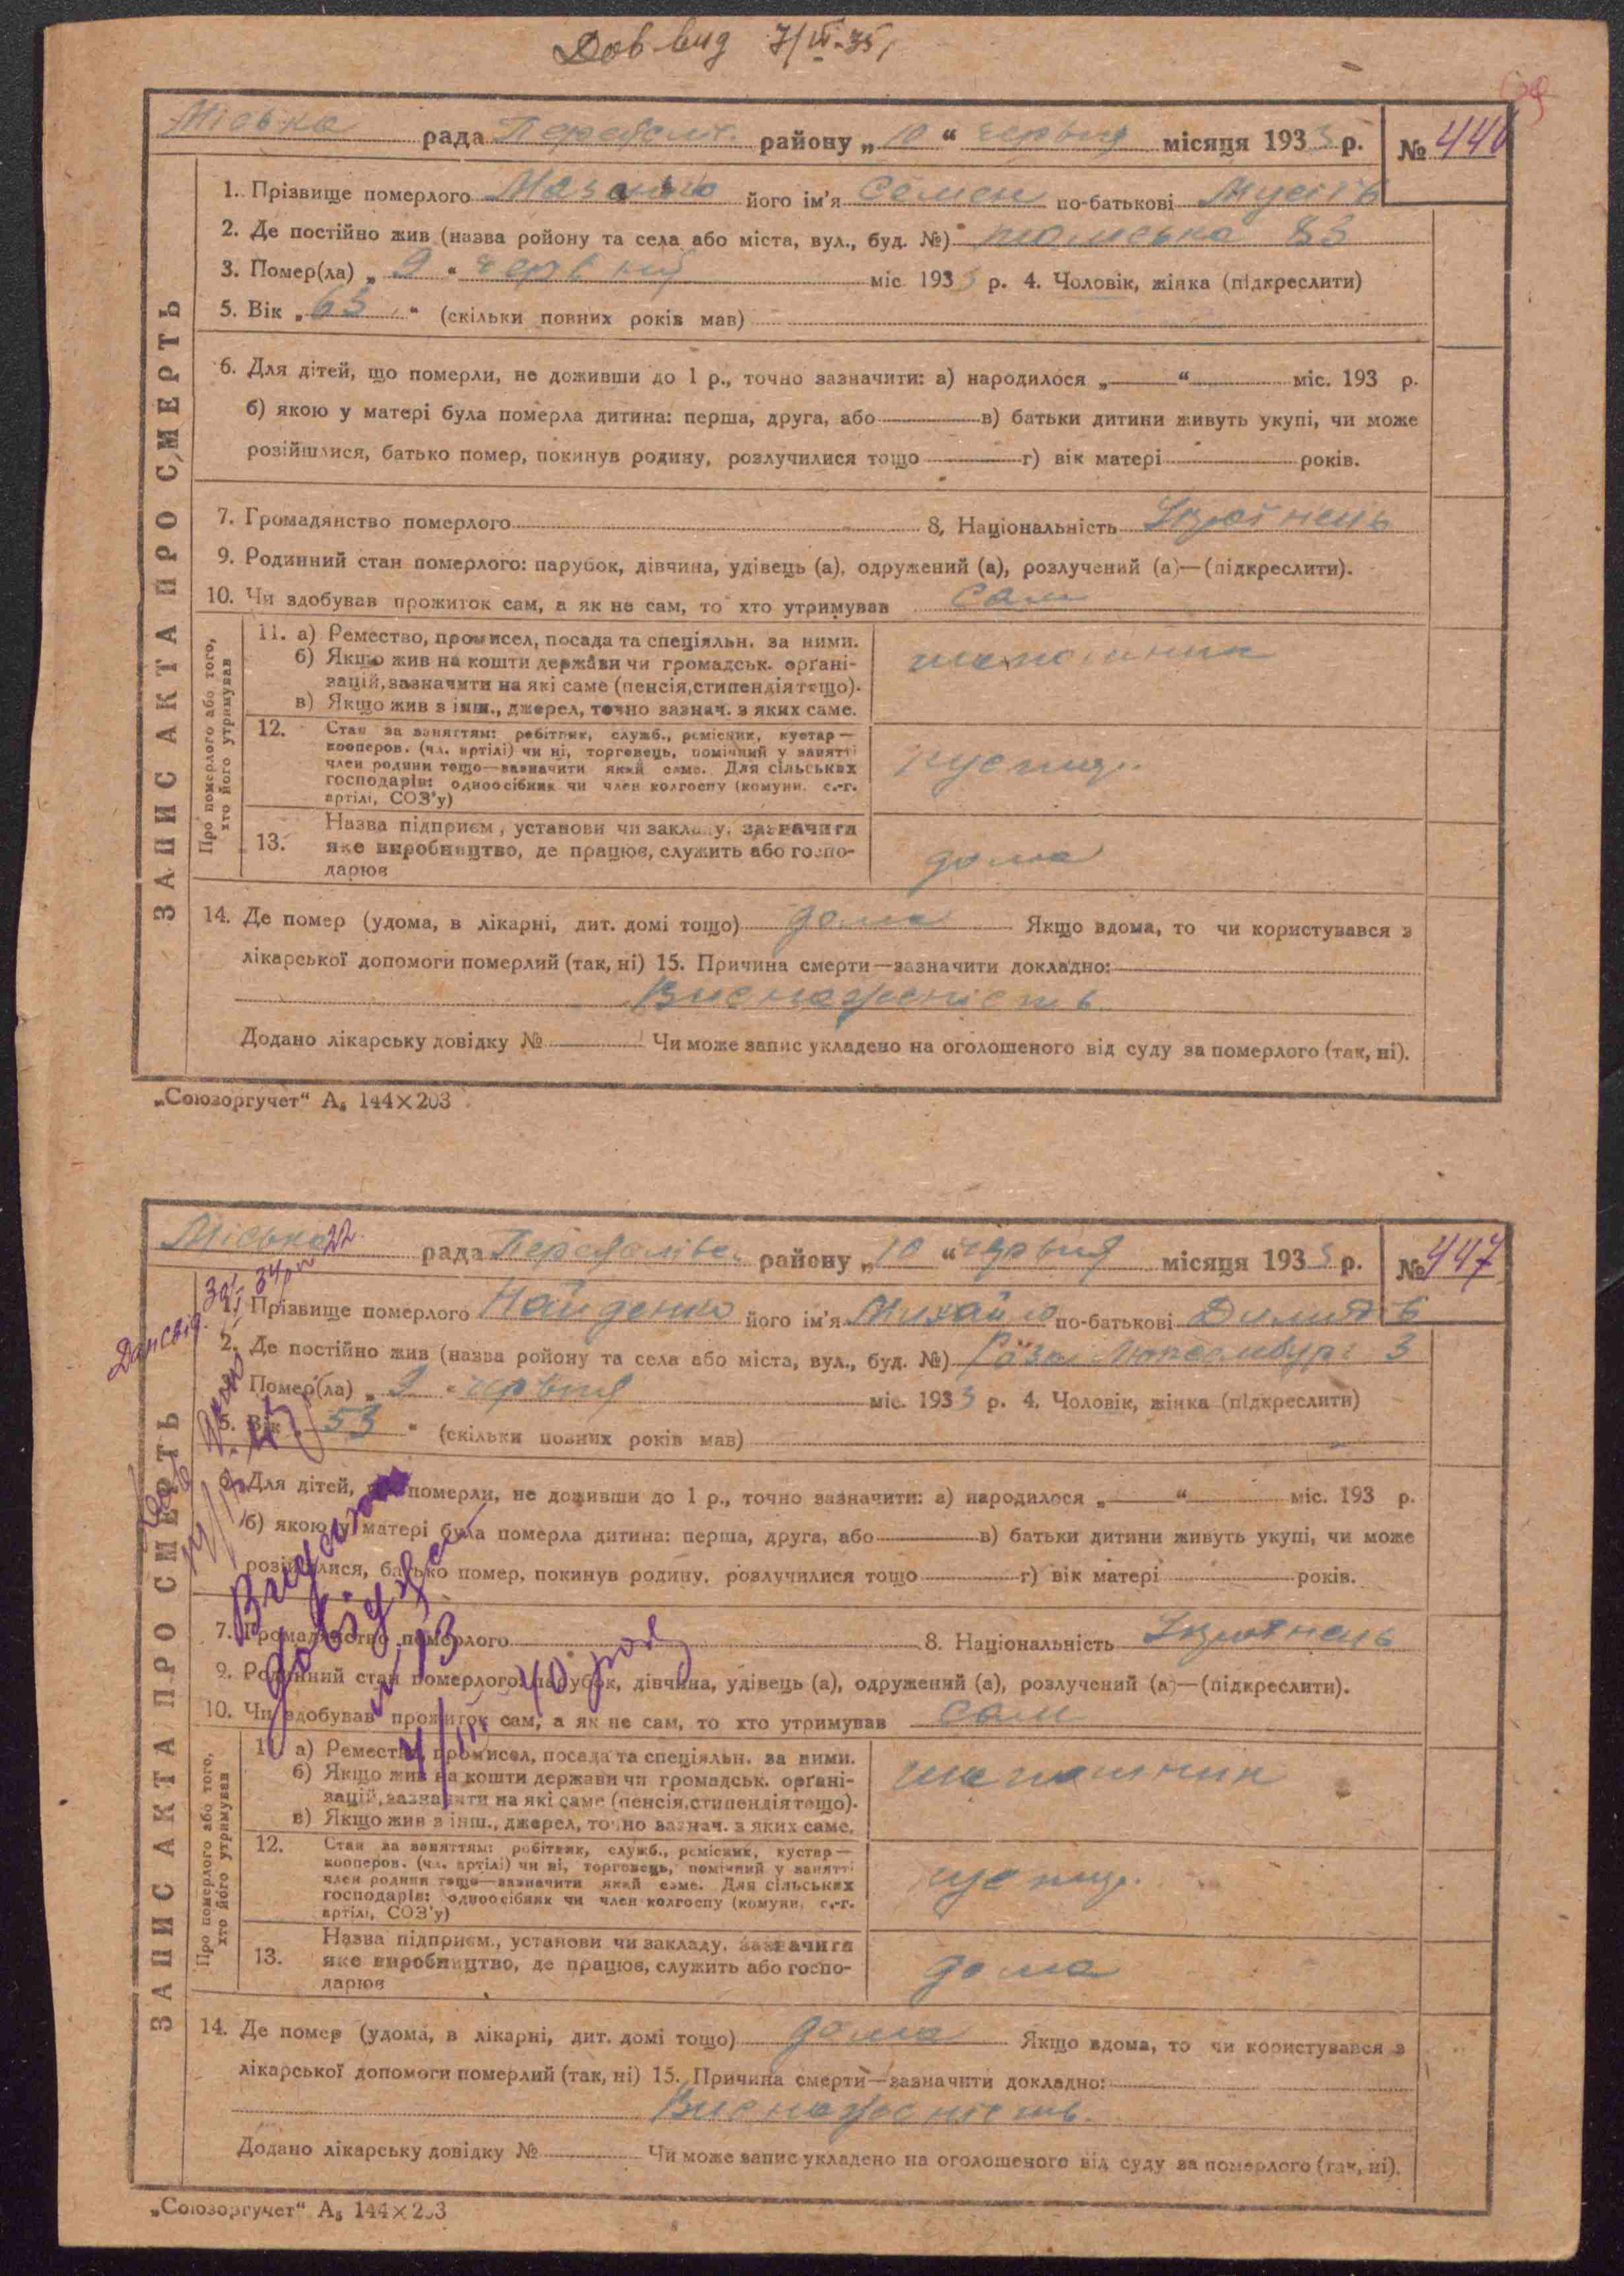 Дов вид 7/VI-35,
Міська рада Переяслт. району „10“ червня місяця 1933 р. № 446
1. Прізвище померлого його ім'я Семен по-батькові Мусіїв
2. Де постійно жив (назва ройону та села або міста, вул., буд. №) 83
3. Помер(ла) „9“ червня міс. 1933 р. 4. Чоловік, жінка (підкреслити)
5. Вік „63“ (скільки повних років мав)
6. Для дітей, що померли, не доживши до 1 р., точно зазначити: а) народилося „ “ міс. 193 р.
б) якою у матері була померла дитина: перша, друга, або в) батьки дитини живуть укупі, чи може
розійшлися, батько помер, покинув родину, розлучилися тощо г) вік матері років.
7. Громадянство померлого 8. Національність Українець
9. Родинний стан померлого: парубок, дівчина, удівець (а), одружений (а), розлучений (а)—(підкреслити).
10. Чи здобував прожиток сам, а як не сам, то хто утримував сам
ЗАПИС АКТА ПРО СМЕРТЬ
Про померлого або того, хто його утримував
11. а) Ремество, промисел, посада та спеціяльн. за ними.
б) Якщо жив на кошти держави чи громадськ. органі-
зацій, зазначити на які саме (пенсія, стипендія тощо).
в) Якщо жив з інш., джерел, точно зазнач. з яких саме.
12. Стан за заняттям: робітник, служб., ремісник, кустар—
кооперов. (чл. артілі) чи ні, торговець, помічний у занятті
член родини тощо—зазначити який саме. Для сільських
господарів: одноосібник чи член колгоспу (комуни, с.-г.
артілі, СОЗ'у)
13. Назва підприєм., установи чи закладу, зазначити
яке виробництво, де працює, служить або госпо-
дарює
дома
14. Де помер (удома, в лікарні, дит. домі тощо) дома Якщо вдома, то чи користувався з
лікарської допомоги померлий (так, ні) 15. Причина смерти—зазначити докладно:
Виснаженість
Додано лікарську довідку № Чи може запис укладено на оголошеного від суду за померлого (так, ні).
„Союзоргучет“ А₅ 144×203
Міська рада Переяслівс. району „10“ червня місяця 1933 р. № 447
1. Прізвище померлого Найденко його ім'я Михайло по-батькові
2. Де постійно жив (назва ройону та села або міста, вул., буд. №) Рози Люксембург 3
3. Помер(ла) „9“ червня міс. 1933 р. 4. Чоловік, жінка (підкреслити)
5. Вік „53“ (скільки повних років мав)
6. Для дітей, що померли, не доживши до 1 р., точно зазначити: а) народилося „ “ міс. 193 р.
б) якою у матері була померла дитина: перша, друга, або в) батьки дитини живуть укупі, чи може
розійшлися, батько помер, покинув родину, розлучилися тощо г) вік матері років.
7. Громадянство померлого 8. Національність Українець
9. Родинний стан померлого: парубок, дівчина, удівець (а), одружений (а), розлучений (а)—(підкреслити).
10. Чи здобував прожиток сам, а як не сам, то хто утримував сам
ЗАПИС АКТА ПРО СМЕРТЬ
Про померлого або того, хто його утримував
11. а) Ремество, промисел, посада та спеціяльн. за ними.
б) Якщо жив на кошти держави чи громадськ. органі-
зацій, зазначити на які саме (пенсія, стипендія тощо).
в) Якщо жив з інш., джерел, точно зазнач. з яких саме.
12. Стан за заняттям: робітник, служб., ремісник, кустар—
кооперов. (чл. артілі) чи ні, торговець, помічний у занятті
член родини тощо—зазначити який саме. Для сільських
господарів: одноосібник чи член колгоспу (комуни, с.-г.
артілі, СОЗ'у)
13. Назва підприєм., установи чи закладу, зазначити
яке виробництво, де працює, служить або госпо-
дарює
дома
14. Де помер (удома, в лікарні, дит. домі тощо) дома Якщо вдома, то чи користувався з
лікарської допомоги померлий (так, ні) 15. Причина смерти—зазначити докладно:
Виснаженість.
Додано лікарську довідку № Чи може запис укладено на оголошеного від суду за померлого (так, ні).
„Союзоргучет“ А₅ 144×203